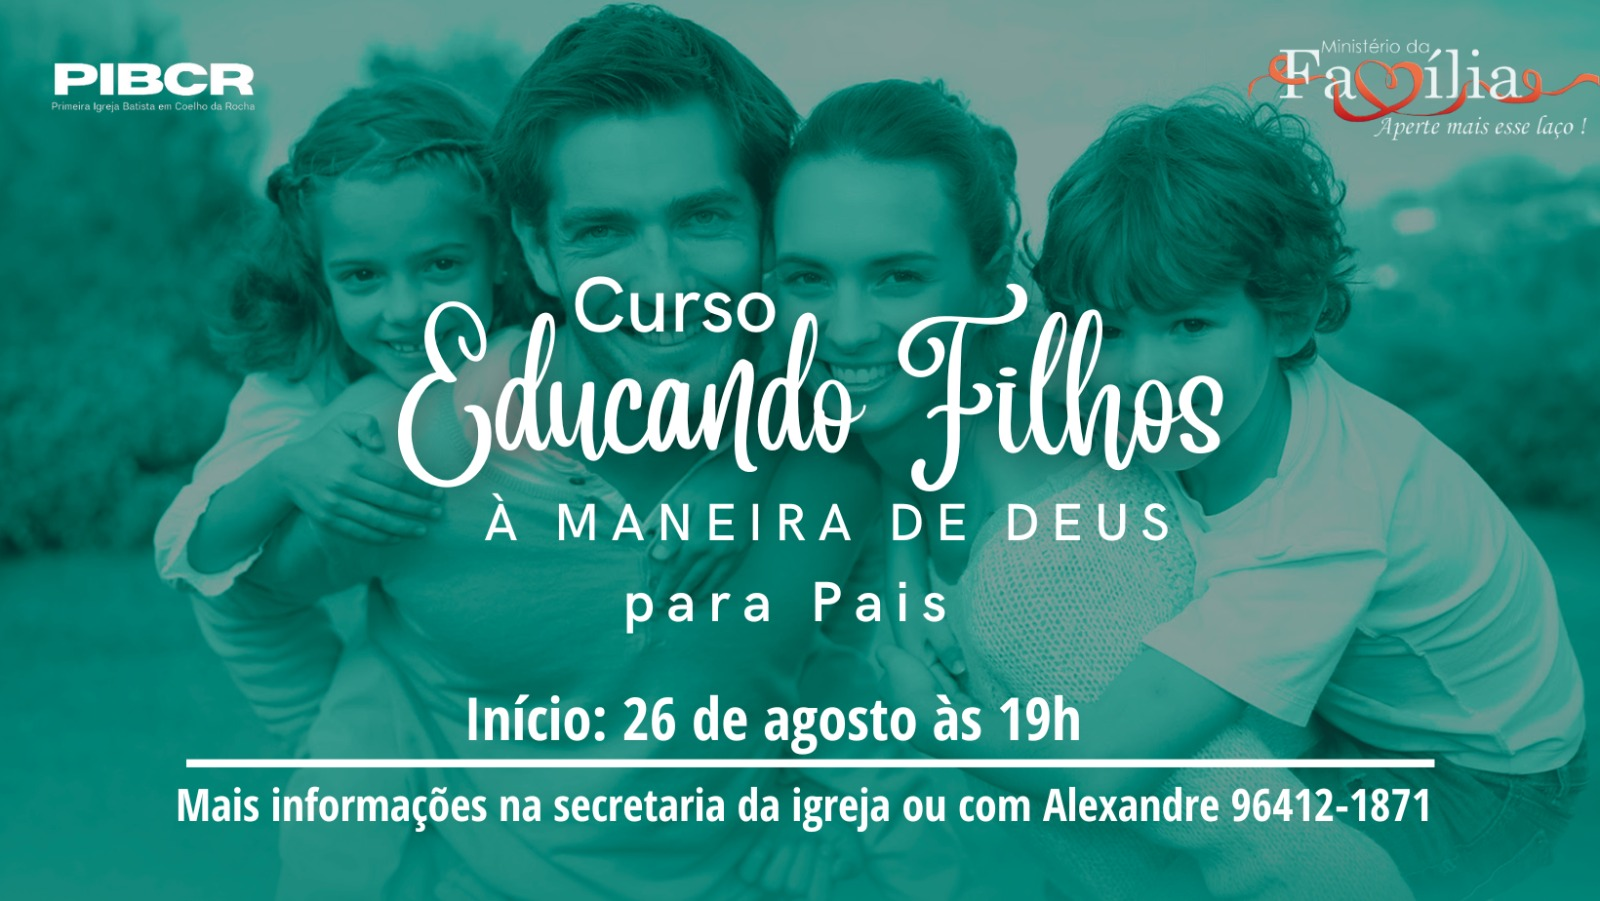 PIBCR
Primeira Igreja Batista em Coelho da Rocha
Ministério da
Família
Aperte mais esse laço !
Curso
Educando Filhos
À MANEIRA DE DEUS
para Pais
Início: 26 de agosto às 19h
Mais informações na secretaria da igreja ou com Alexandre 96412-1871